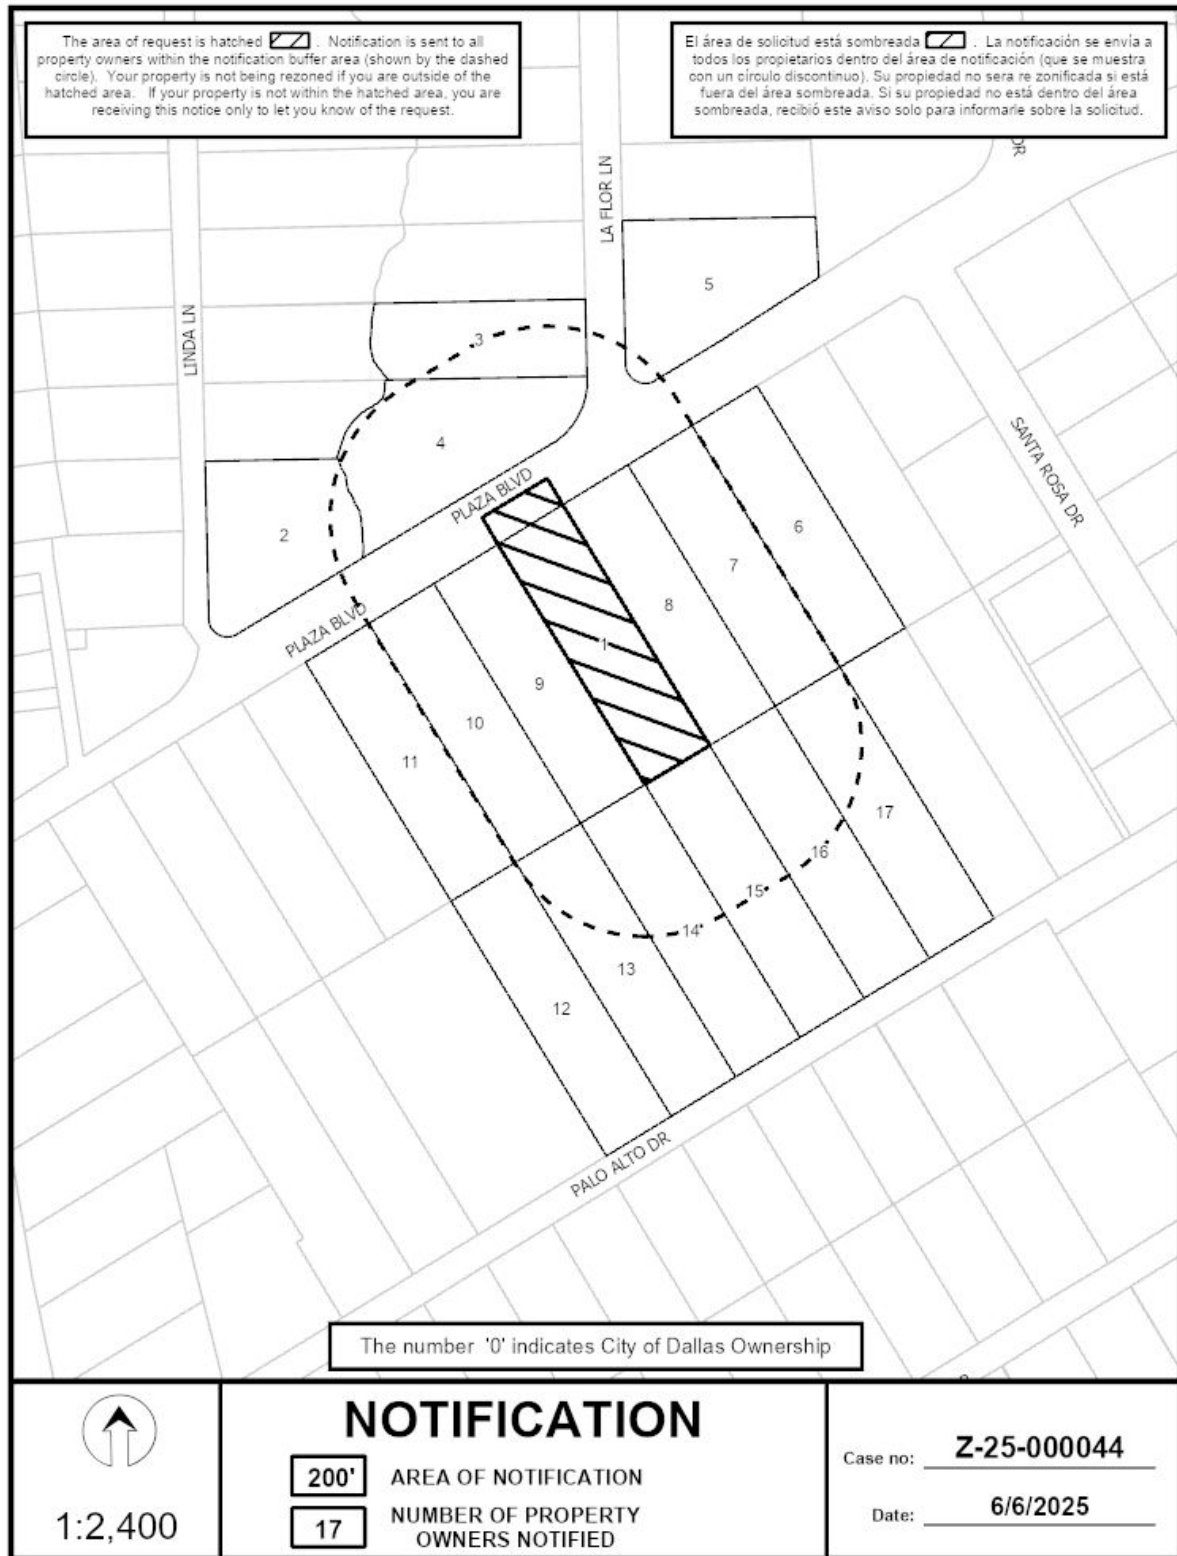 The area of request is hatched . Notification is sent to all
property owners within the notification buffer area (shown by the dashed
circle). Your property is not being rezoned if you are outside of the
hatched area. If your property is not within the hatched area, you are
receiving this notice only to let you know of the request.
El área de solicitud está sombreada . La notificación se envía a
todos los propietarios dentro del área de notificación (que se muestra
con un círculo discontinuo). Su propiedad no sera re zonificada si está
fuera del área sombreada. Si su propiedad no está dentro del área
sombreada, recibió este aviso solo para informarle sobre la solicitud.
DR
LA FLOR LN
LINDA LN
5
3
4
2
PLAZA BLVD
SANTA ROSA DR
6
7
8
1
PLAZA BLVD
9
10
11
17
16
15
14
13
12
PALO ALTO DR
The number '0' indicates City of Dallas Ownership
1:2,400
NOTIFICATION
200' AREA OF NOTIFICATION
17 NUMBER OF PROPERTY
OWNERS NOTIFIED
Case no: Z-25-000044
Date: 6/6/2025